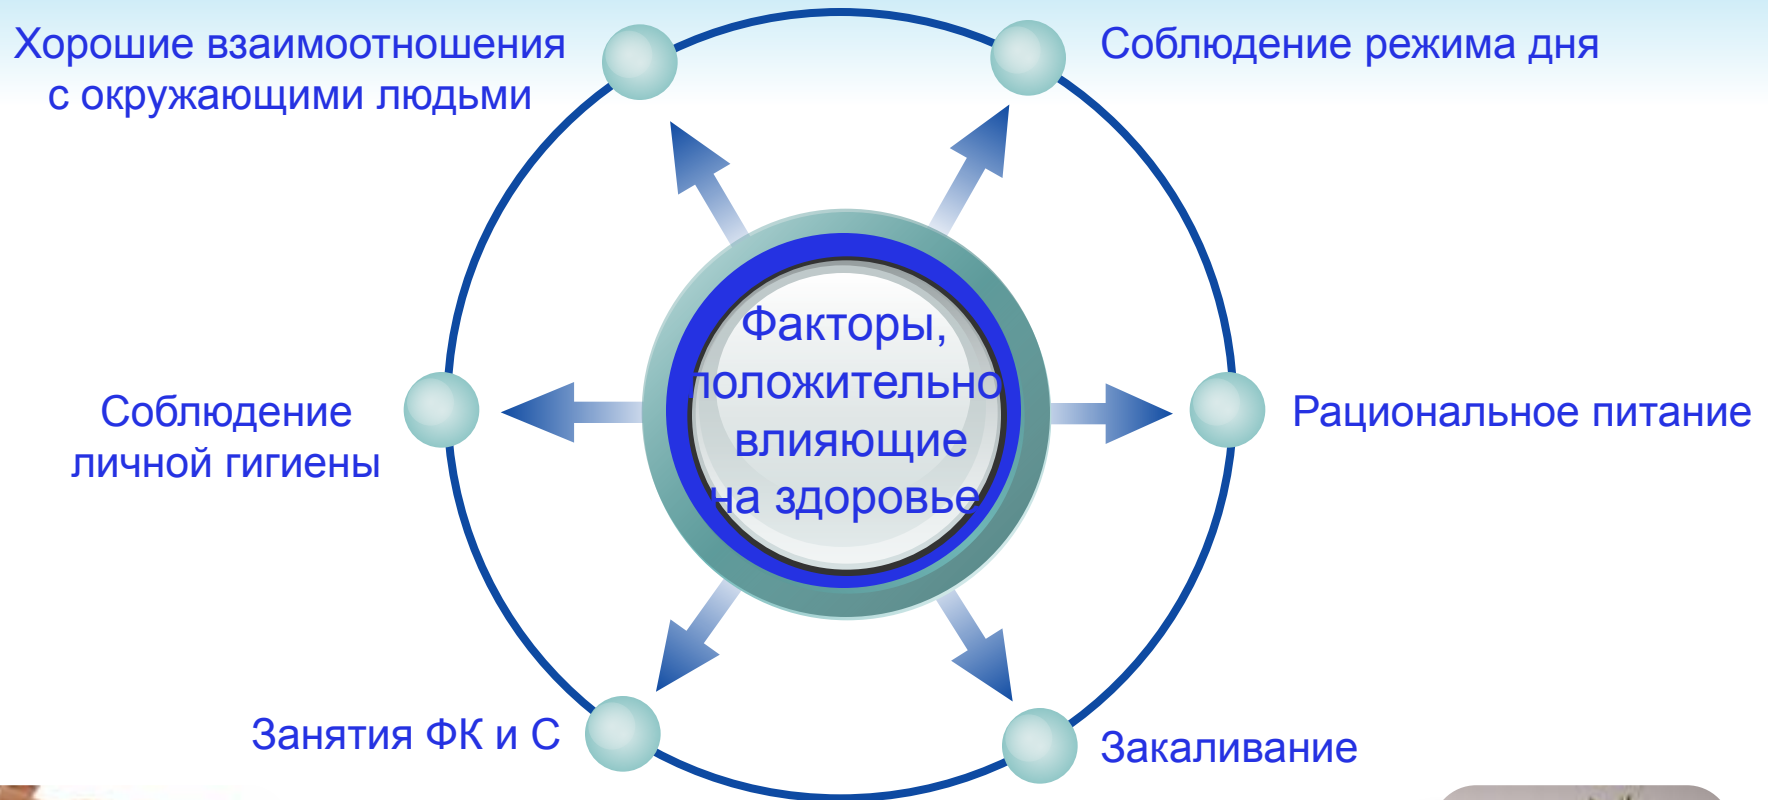 Хорошие взаимоотношения
с окружающими людьми
Соблюдение режима дня
Факторы,
положительно
влияющие
на здоровье
Соблюдение
личной гигиены
Рациональное питание
Занятия ФК и С
Закаливание